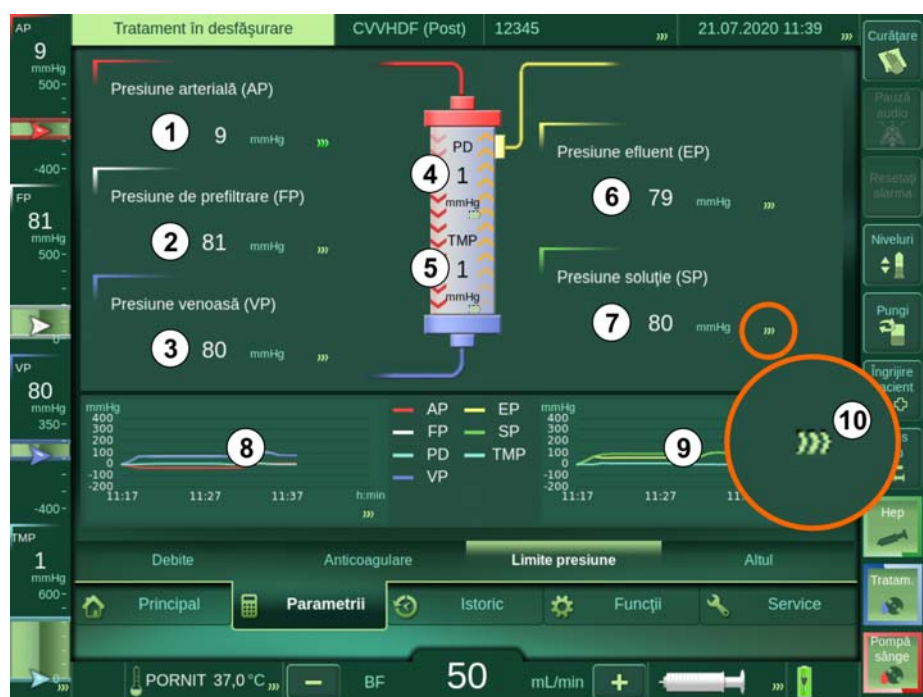 AP
9
mmHg
500-
-400-
FP
81
mmHg
500-
0
VP
80
mmHg
350-
-400-
TMP
1
mmHg
600-
0
Tratament în desfășurare
CVVHDF (Post)
12345
21.07.2020 11:39
Presiune arterială (AP)
1
9 mmHg
Presiune de prefiltrare (FP)
2
81 mmHg
Presiune venoasă (VP)
3
80 mmHg
PD
4
1
mmHg
TMP
5
1
mmHg
Presiune efluent (EP)
6
79 mmHg
Presiune soluție (SP)
7
80 mmHg
10
mmHg
400
300
200
100
0
-100
-200
11:17 11:27 11:37 h:min
8
AP EP
FP SP
PD TMP
VP
mmHg
400
300
200
100
0
-100
-200
11:17 11:27
9
Debite Anticoagulare Limite presiune Altul
Principal Parametrii Istoric Funcții Service
PORNIT 37,0 °C
BF 50 mL/min
Curățare
Pauză
audio
Resetați
alarma
Niveluri
Pungi
Îngrijire
Hep
Tratam.
Pompă
sânge